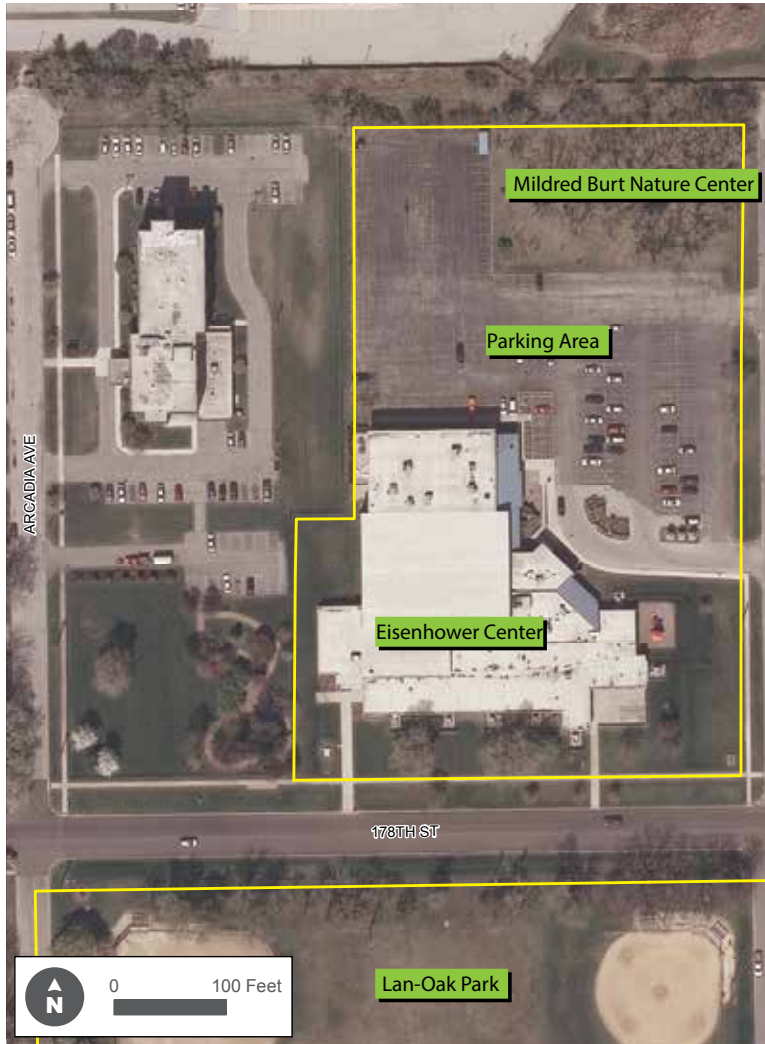 Mildred Burt Nature Center
Parking Area
ARCADIA AVE
Eisenhower Center
178TH ST
Lan-Oak Park
N
0 100 Feet